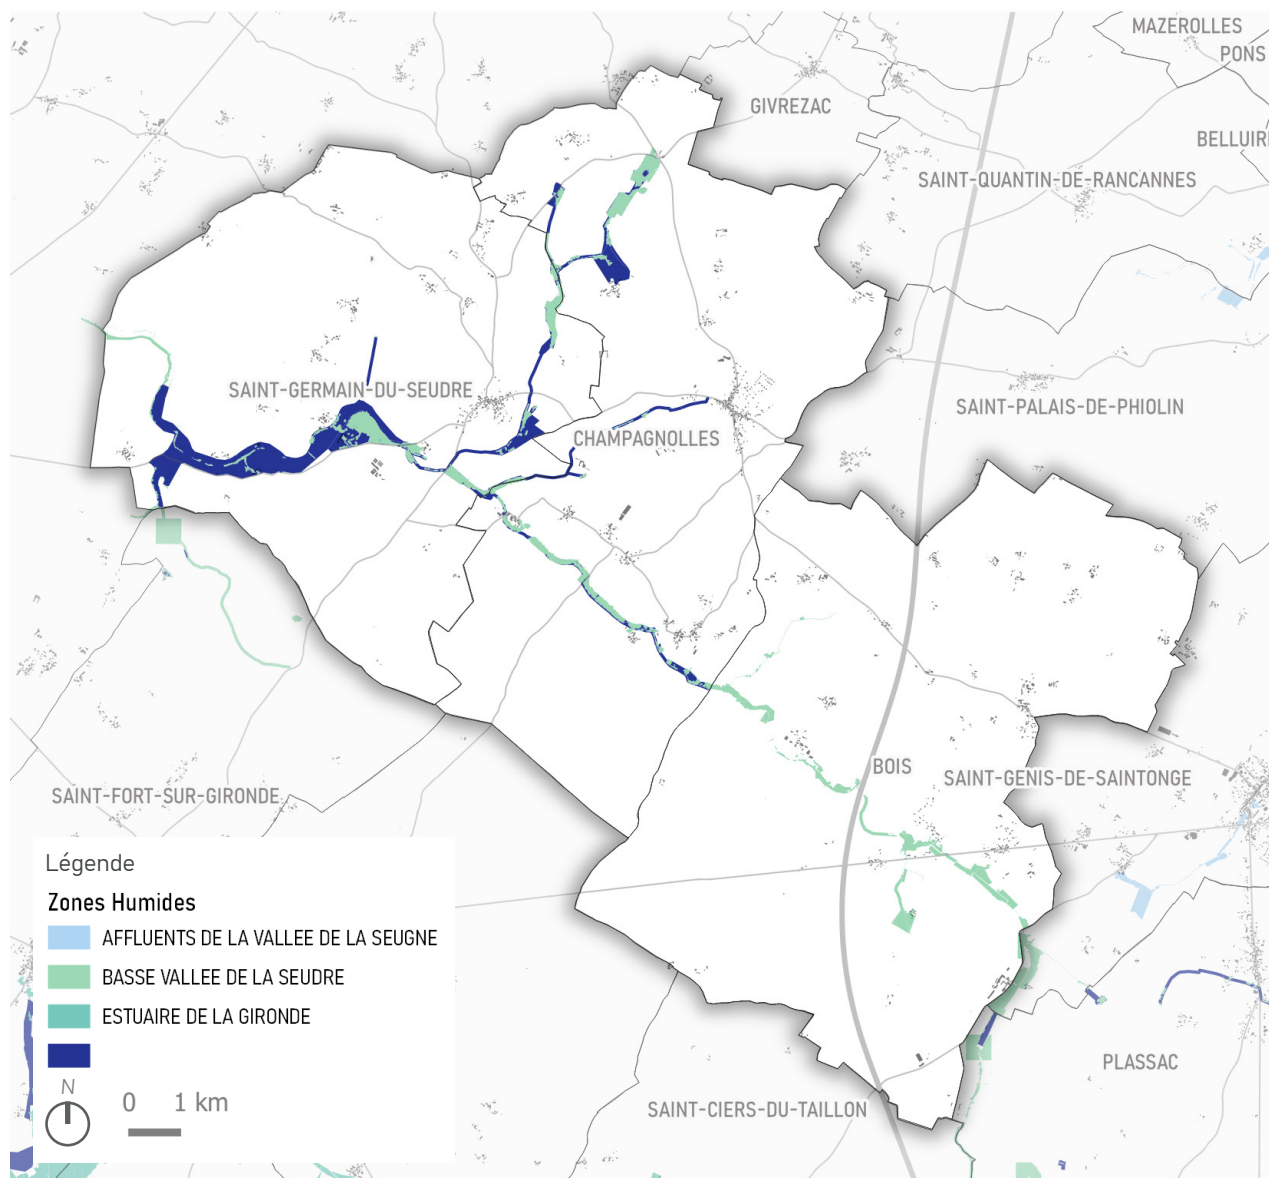 MAZEROLLES
PONS
GIVREZAC
BELLUIR
SAINT-QUANTIN-DE-RANCANNES
SAINT-GERMAIN-DU-SEUDRE
SAINT-PALAIS-DE-PHIOLIN
CHAMPAGNOLLES
BOIS
SAINT-GENIS-DE-SAINTONGE
SAINT-FORT-SUR-GIRONDE
Légende
Zones Humides
AFFLUENTS DE LA VALLEE DE LA SEUGNE
BASSE VALLEE DE LA SEUDRE
ESTUAIRE DE LA GIRONDE
N
0 1 km
PLASSAC
SAINT-CIERS-DU-TAILLON